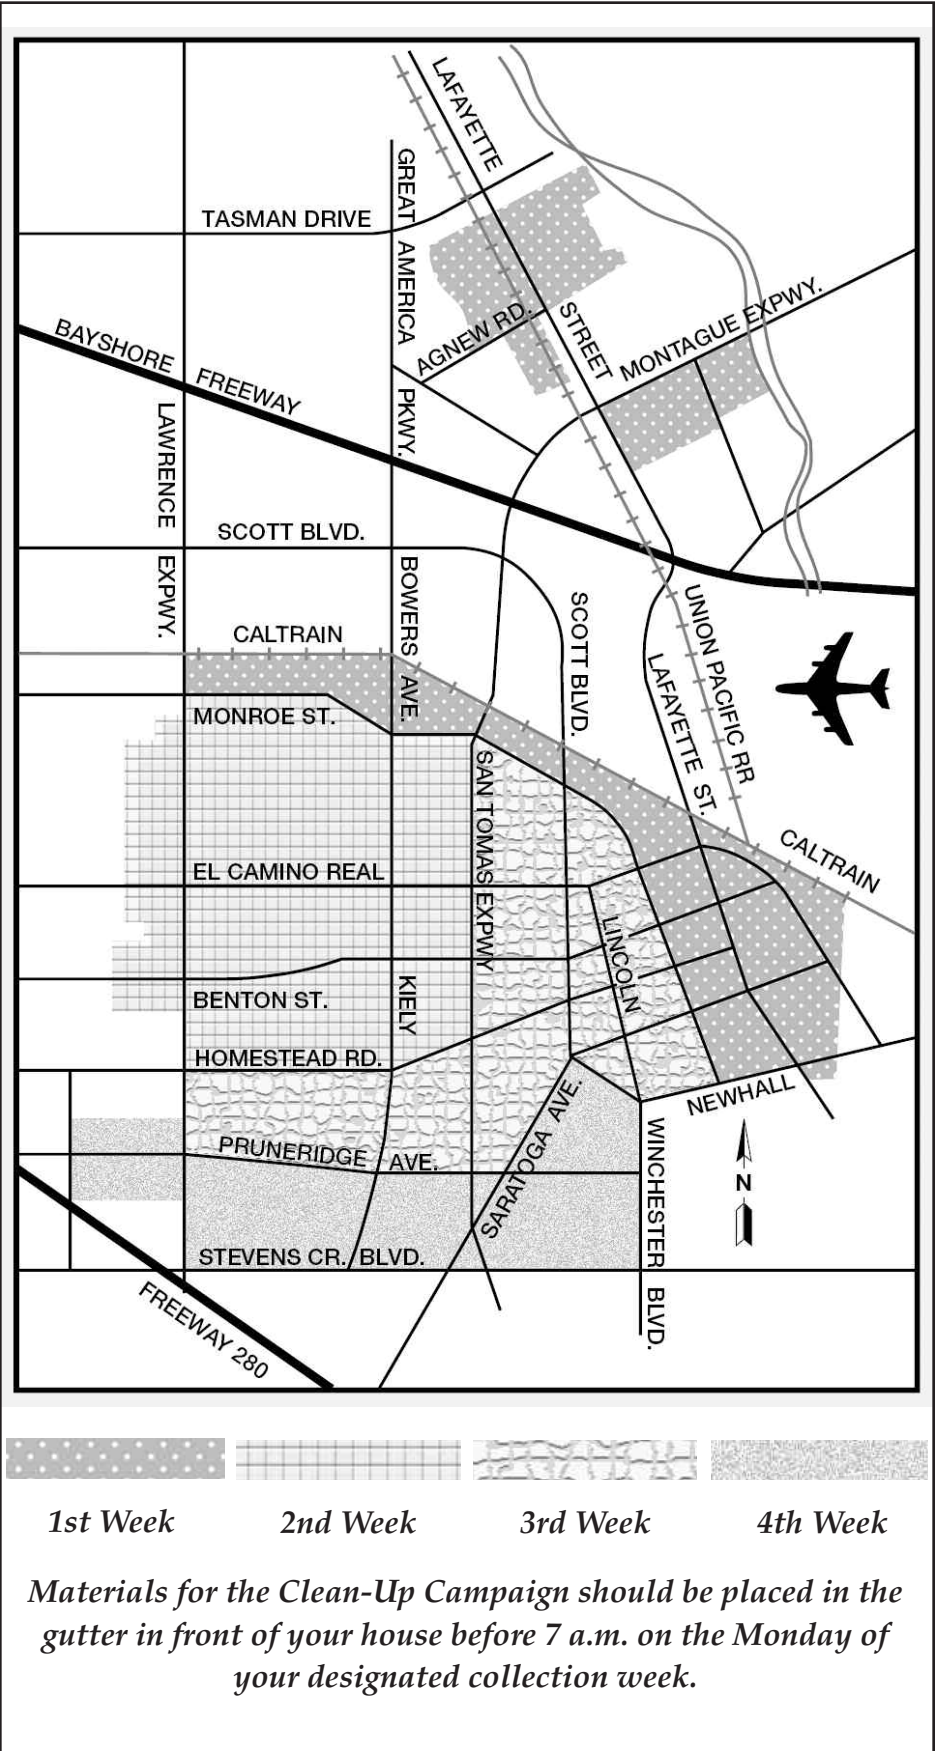 LAFAYETTE
GREAT AMERICA PKWY.
TASMAN DRIVE
STREET
MONTAGUE EXPWY.
AGNEW RD.
BAYSHORE FREEWAY
LAWRENCE EXPWY.
SCOTT BLVD.
BOWERS AVE.
SCOTT BLVD.
UNION PACIFIC RR
CALTRAIN
LAFAYETTE ST.
MONROE ST.
SAN TOMAS EXPWY
CALTRAIN
EL CAMINO REAL
LINCOLN
KIELY
BENTON ST.
HOMESTEAD RD.
NEWHALL
SARATOGA AVE.
PRUNERIDGE AVE.
WINCHESTER BLVD.
N
STEVENS CR. BLVD.
FREEWAY 280
1st Week
2nd Week
3rd Week
4th Week
Materials for the Clean-Up Campaign should be placed in the
gutter in front of your house before 7 a.m. on the Monday of
your designated collection week.